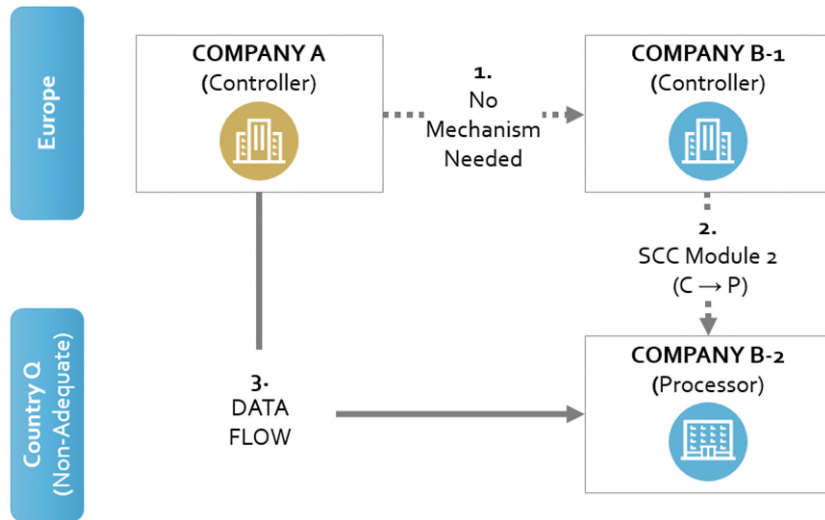 Europe
COMPANY A
(Controller)
1.
No
Mechanism
Needed
COMPANY B-1
(Controller)
2.
SCC Module 2
(C → P)
Country Q
(Non-Adequate)
3.
DATA
FLOW
COMPANY B-2
(Processor)